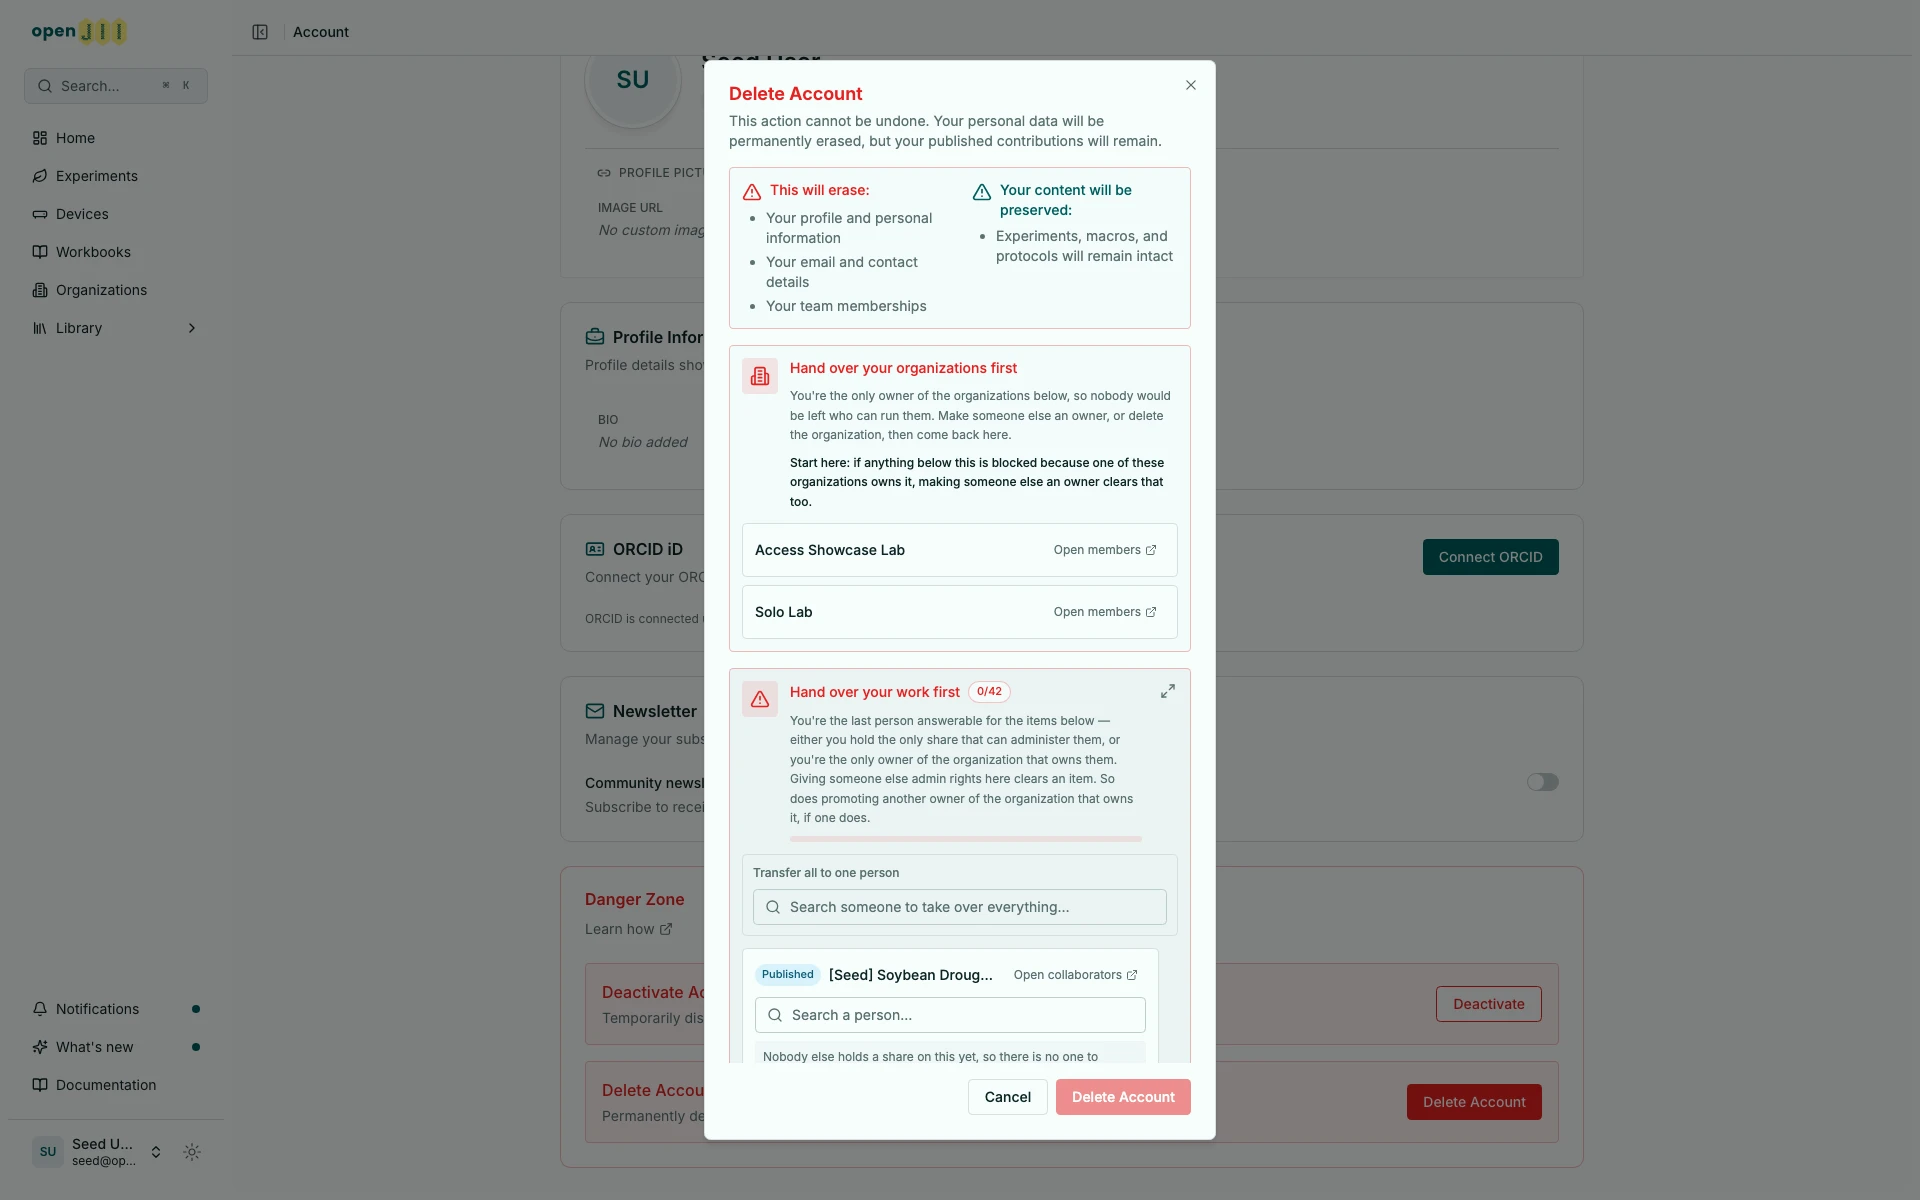 open JII
Search...
⌘ K
Home
Experiments
Devices
Workbooks
Organizations
Library
Notifications
What's new
Documentation
SU
Seed U...
seed@op...
Account
SU
Seed User
PROFILE PICTU
IMAGE URL
No custom imag
Profile Infor
Profile details sho
BIO
No bio added
ORCID iD
Connect your ORC
ORCID is connected
Connect ORCID
Newsletter
Manage your subs
Community newsl
Subscribe to recei
Danger Zone
Learn how
Deactivate Ac
Temporarily dis
Deactivate
Delete Accou
Permanently de
Delete Account
Delete Account
This action cannot be undone. Your personal data will be
permanently erased, but your published contributions will remain.
This will erase:
Your profile and personal
information
Your email and contact
details
Your team memberships
Your content will be
preserved:
Experiments, macros, and
protocols will remain intact
Hand over your organizations first
You're the only owner of the organizations below, so nobody would
be left who can run them. Make someone else an owner, or delete
the organization, then come back here.
Start here: if anything below this is blocked because one of these
organizations owns it, making someone else an owner clears that
too.
Access Showcase Lab
Open members
Solo Lab
Open members
Hand over your work first
0/42
You're the last person answerable for the items below —
either you hold the only share that can administer them, or
you're the only owner of the organization that owns them.
Giving someone else admin rights here clears an item. So
does promoting another owner of the organization that owns
it, if one does.
Transfer all to one person
Search someone to take over everything...
Published
[Seed] Soybean Droug...
Open collaborators
Search a person...
Nobody else holds a share on this yet, so there is no one to
Cancel
Delete Account